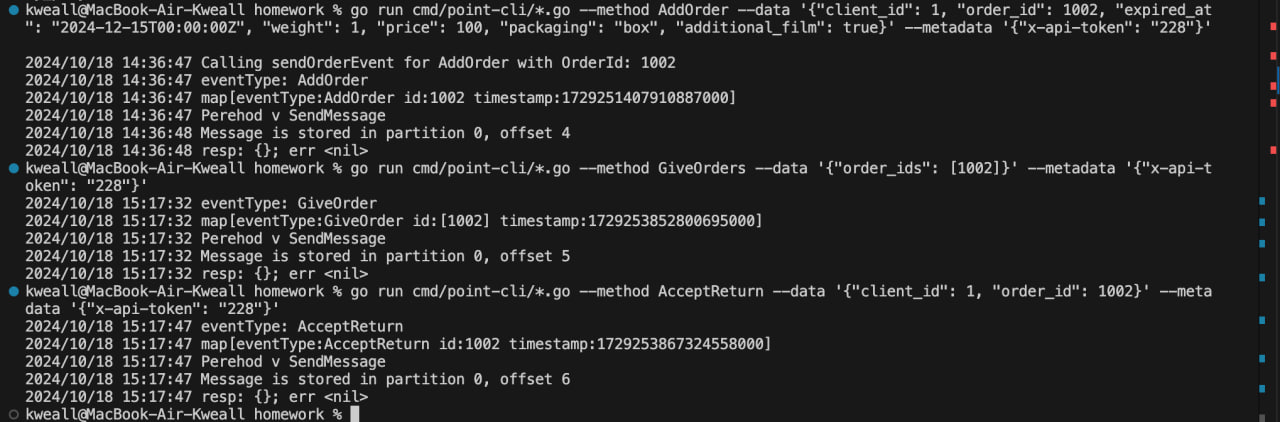 kweall@MacBook-Air-Kweall homework % go run cmd/point-cli/*.go --method AddOrder --data '{"client_id": 1, "order_id": 1002, "expired_at
": "2024-12-15T00:00:00Z", "weight": 1, "price": 100, "packaging": "box", "additional_film": true}' --metadata '{"x-api-token": "228"}'
2024/10/18 14:36:47 Calling sendOrderEvent for AddOrder with OrderId: 1002
2024/10/18 14:36:47 eventType: AddOrder
2024/10/18 14:36:47 map[eventType:AddOrder id:1002 timestamp:1729251407910887000]
2024/10/18 14:36:47 Perehod v SendMessage
2024/10/18 14:36:48 Message is stored in partition 0, offset 4
2024/10/18 14:36:48 resp: {}; err <nil>
kweall@MacBook-Air-Kweall homework % go run cmd/point-cli/*.go --method GiveOrders --data '{"order_ids": [1002]}' --metadata '{"x-api-t
oken": "228"}'
2024/10/18 15:17:32 eventType: GiveOrder
2024/10/18 15:17:32 map[eventType:GiveOrder id:[1002] timestamp:1729253852800695000]
2024/10/18 15:17:32 Perehod v SendMessage
2024/10/18 15:17:32 Message is stored in partition 0, offset 5
2024/10/18 15:17:32 resp: {}; err <nil>
kweall@MacBook-Air-Kweall homework % go run cmd/point-cli/*.go --method AcceptReturn --data '{"client_id": 1, "order_id": 1002}' --meta
data '{"x-api-token": "228"}'
2024/10/18 15:17:47 eventType: AcceptReturn
2024/10/18 15:17:47 map[eventType:AcceptReturn id:1002 timestamp:1729253867324558000]
2024/10/18 15:17:47 Perehod v SendMessage
2024/10/18 15:17:47 Message is stored in partition 0, offset 6
2024/10/18 15:17:47 resp: {}; err <nil>
kweall@MacBook-Air-Kweall homework %